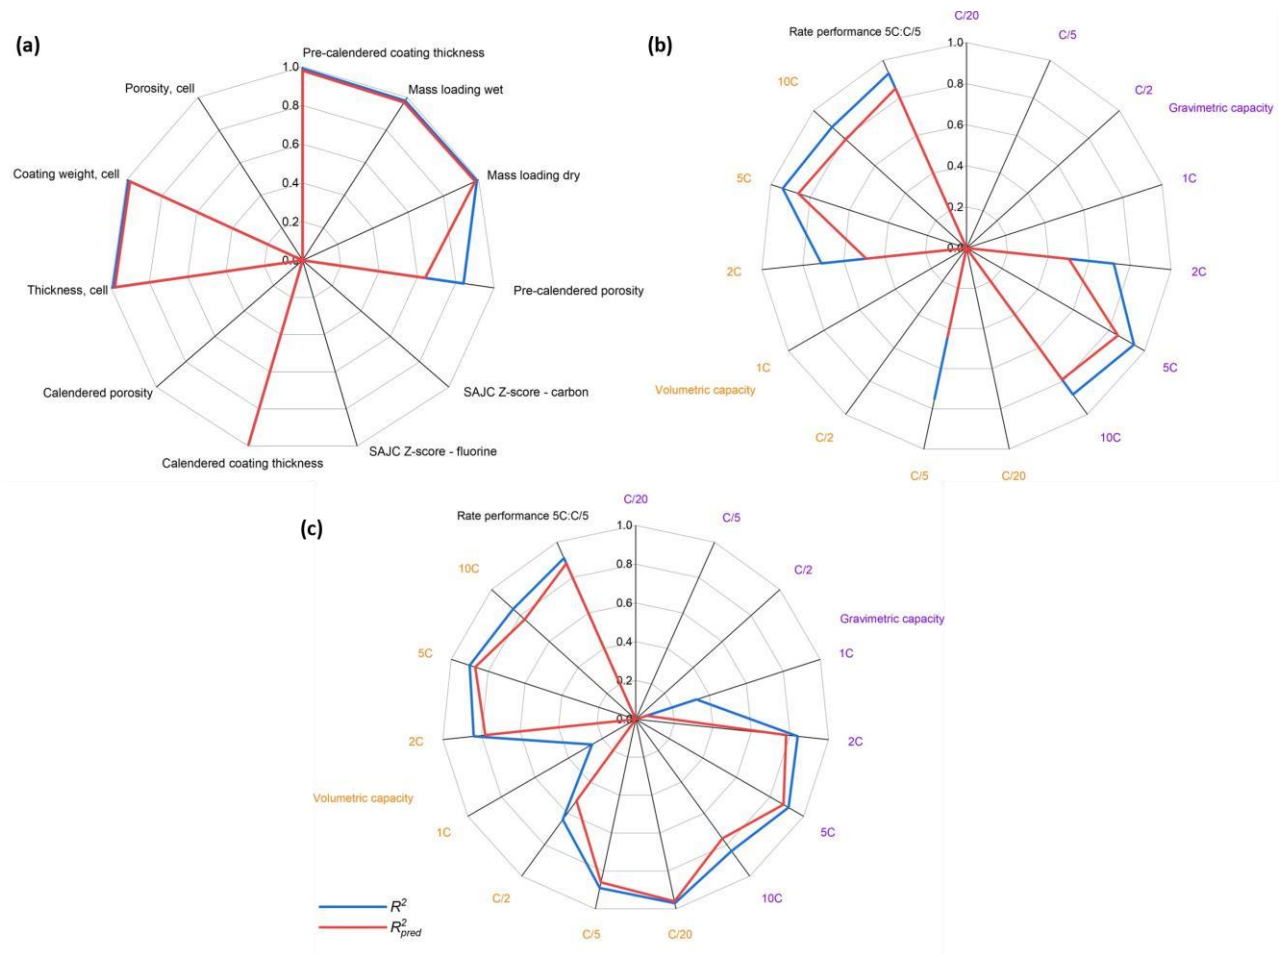 (a)
Pre-calendered coating thickness
1.0
Porosity, cell
Mass loading wet
0.8
0.6
Coating weight, cell
Mass loading dry
0.4
0.2
0.0
Thickness, cell
Pre-calendered porosity
Calendered porosity
SAJC Z-score - carbon
Calendered coating thickness
SAJC Z-score - fluorine
(b)
C/20
Rate performance 5C:C/5
C/5
1.0
10C
C/2
0.8
Gravimetric capacity
0.6
5C
1C
0.4
0.2
0.0
2C
2C
1C
5C
Volumetric capacity
C/2
10C
C/5
C/20
(c)
C/20
Rate performance 5C:C/5
C/5
1.0
10C
C/2
0.8
0.6
Gravimetric capacity
5C
0.4
1C
0.2
0.0
2C
2C
Volumetric capacity
1C
5C
C/2
10C
C/5
C/20
R²
R²pred